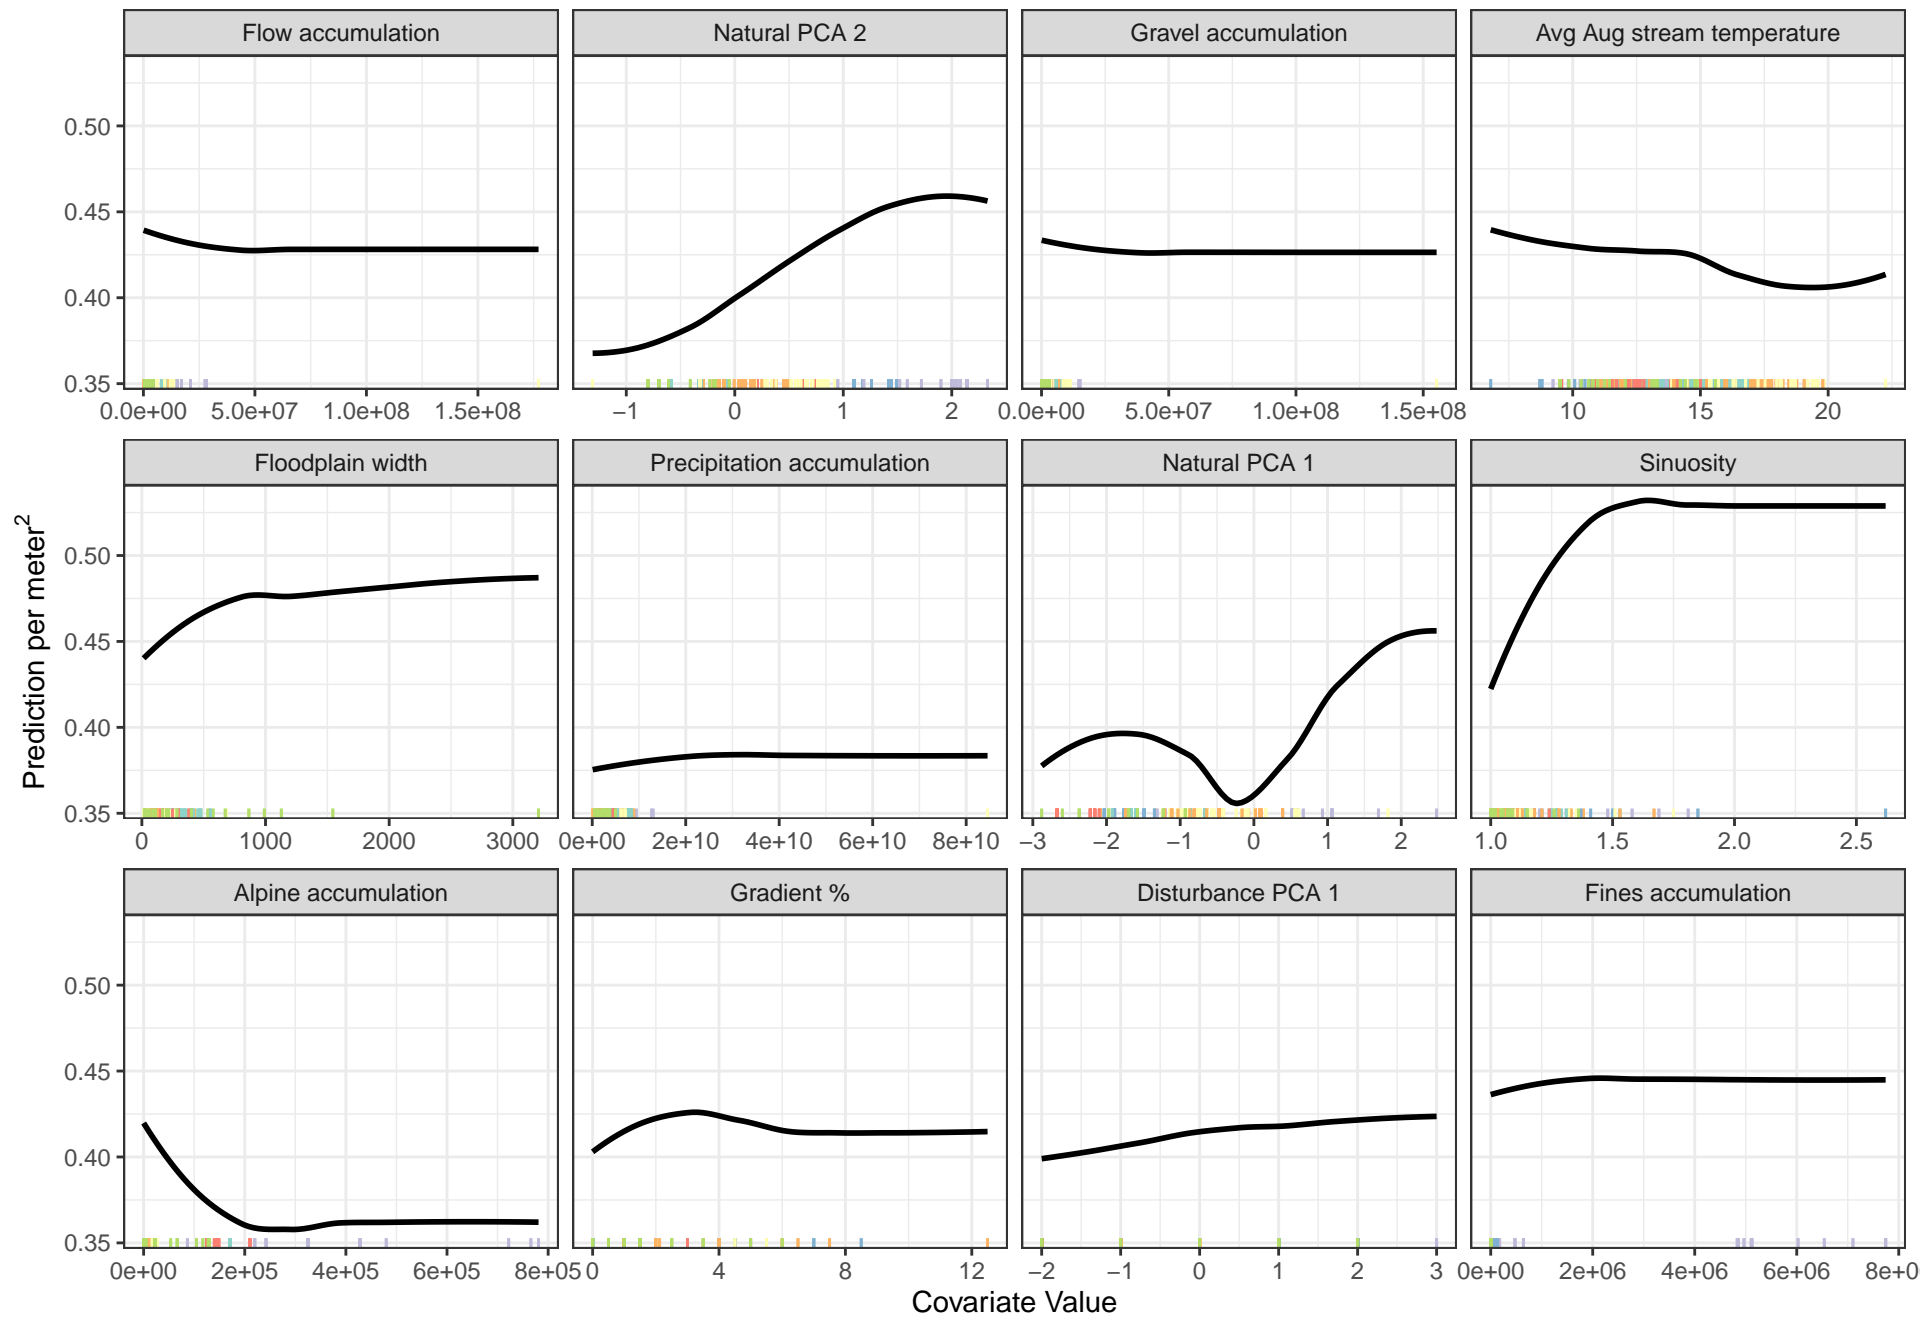 Flow accumulation Natural PCA 2 Gravel accumulation Avg Aug stream temperature
0.50
0.45
0.40
0.35
0.0e+00 5.0e+07 1.0e+08 1.5e+08 −1 0 1 2 0.0e+00 5.0e+07 1.0e+08 1.5e+08 10 15 20
Floodplain width Precipitation accumulation Natural PCA 1 Sinuosity
Prediction per meter²
0.50
0.45
0.40
0.35
0 1000 2000 3000 0e+00 2e+10 4e+10 6e+10 8e+10 −3 −2 −1 0 1 2 1.0 1.5 2.0 2.5
Alpine accumulation Gradient % Disturbance PCA 1 Fines accumulation
0.50
0.45
0.40
0.35
0e+00 2e+05 4e+05 6e+05 8e+05 0 4 8 12 −2 −1 0 1 2 3 0e+00 2e+06 4e+06 6e+06 8e+0
Covariate Value